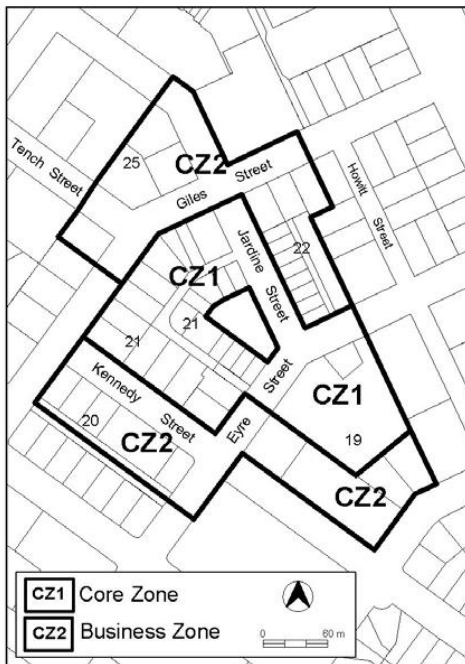 Tench Street
25
CZ2
Giles Street
Howitt Street
22
Jardine Street
CZ1
21
21
Kennedy Street
20
CZ2
Eyre Street
CZ1
19
CZ2
CZ1 Core Zone
CZ2 Business Zone
0 60 m